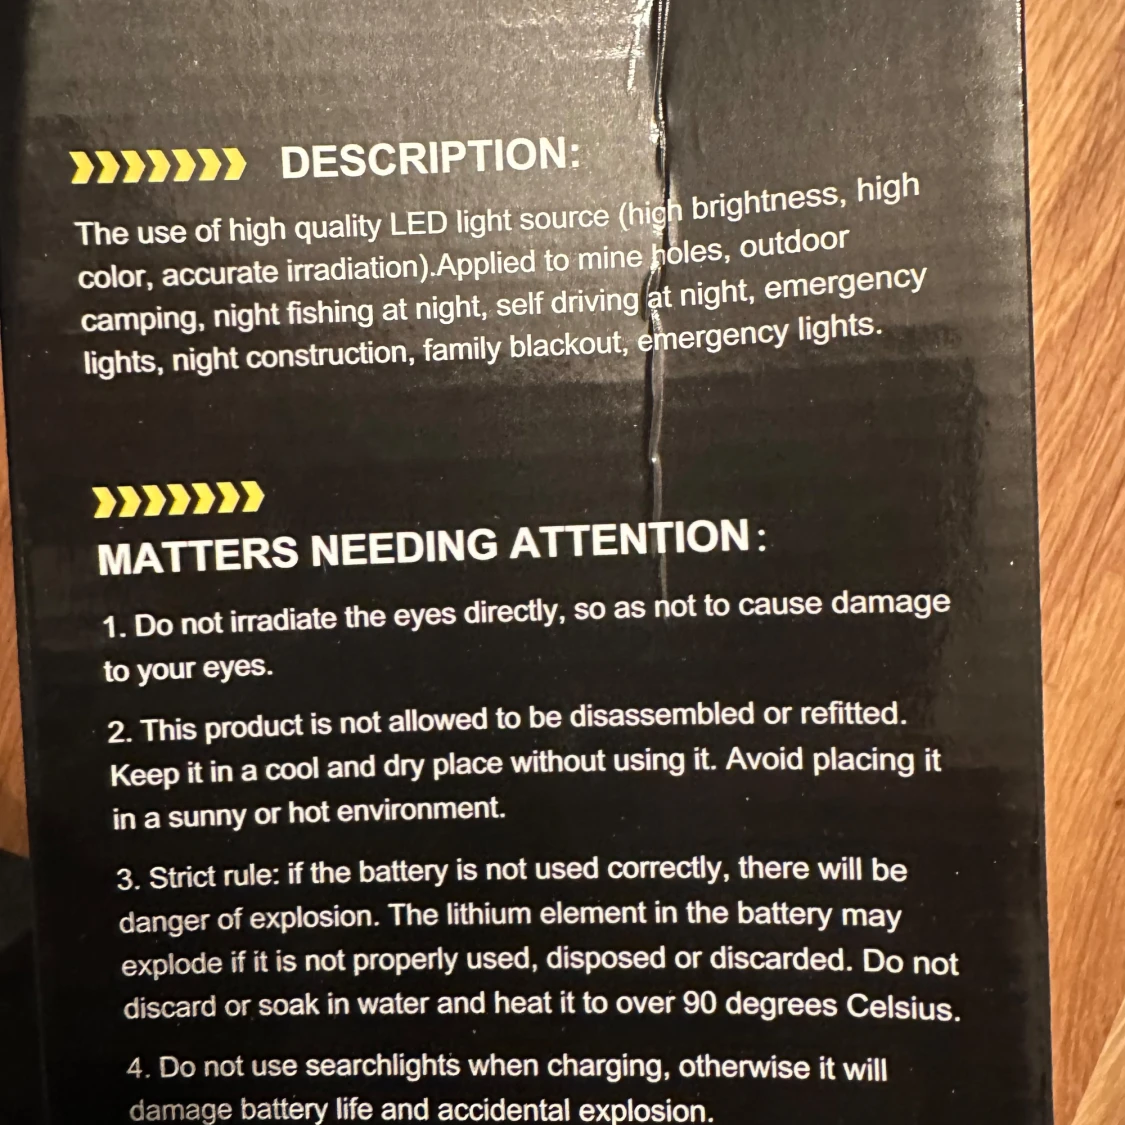 DESCRIPTION:
The use of high quality LED light source (high brightness, high
color, accurate irradiation).Applied to mine holes, outdoor
camping, night fishing at night, self driving at night, emergency
lights, night construction, family blackout, emergency lights.
MATTERS NEEDING ATTENTION:
1. Do not irradiate the eyes directly, so as not to cause damage
to your eyes.
2. This product is not allowed to be disassembled or refitted.
Keep it in a cool and dry place without using it. Avoid placing it
in a sunny or hot environment.
3. Strict rule: if the battery is not used correctly, there will be
danger of explosion. The lithium element in the battery may
explode if it is not properly used, disposed or discarded. Do not
discard or soak in water and heat it to over 90 degrees Celsius.
4. Do not use searchlights when charging, otherwise it will
damage battery life and accidental explosion.